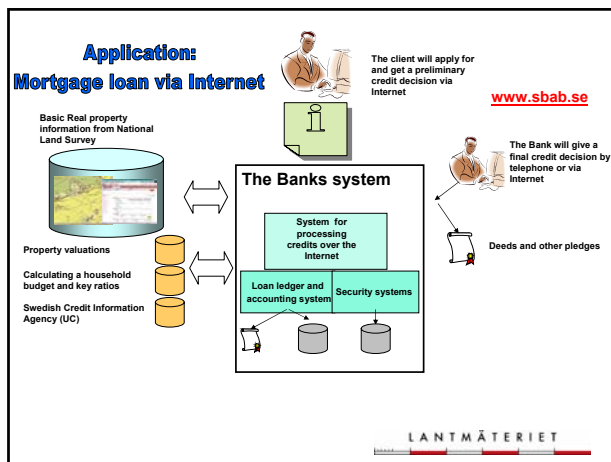 Application:
Mortgage loan via Internet
The client will apply for
and get a preliminary
credit decision via
Internet
www.sbab.se
i
Basic Real property
information from National
Land Survey
The Bank will give a
final credit decision by
telephone or via
Internet
The Banks system
System for
processing
credits over the
Internet
Deeds and other pledges
Property valuations
Calculating a household
budget and key ratios
Swedish Credit Information
Agency (UC)
Loan ledger and
accounting system
Security systems
LANTMÄTERIET